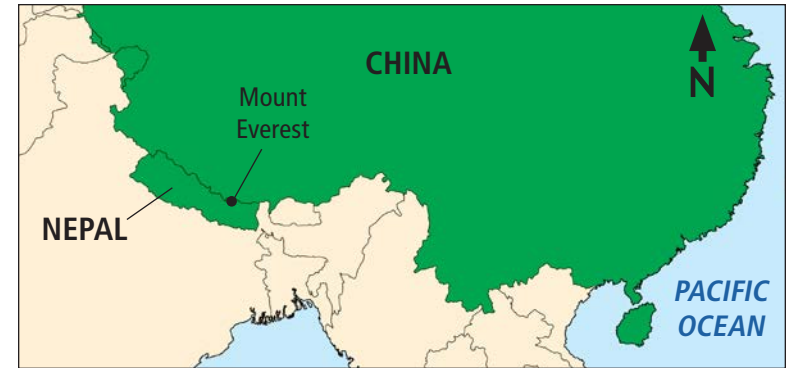 CHINA
N
Mount
Everest
NEPAL
PACIFIC
OCEAN